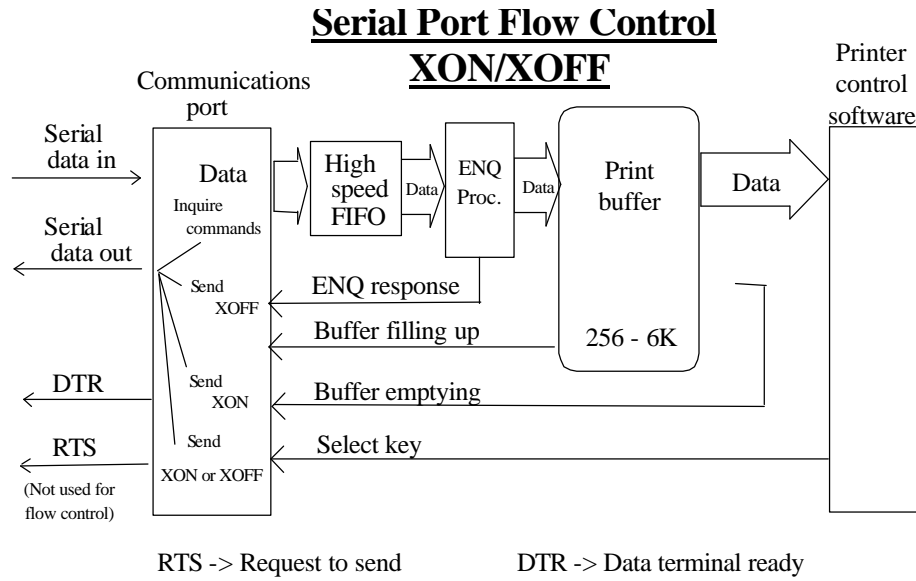 Serial Port Flow Control
XON/XOFF
Printer
control
software
Communications
port
Serial
data in
Data
High
speed
FIFO
Data
ENQ
Proc.
Data
Print
buffer
Data
Inquire
commands
Serial
data out
Send
XOFF
ENQ response
Buffer filling up
256 - 6K
DTR
Send
XON
Buffer emptying
RTS
Send
XON or XOFF
Select key
(Not used for
flow control)
RTS -> Request to send
DTR -> Data terminal ready